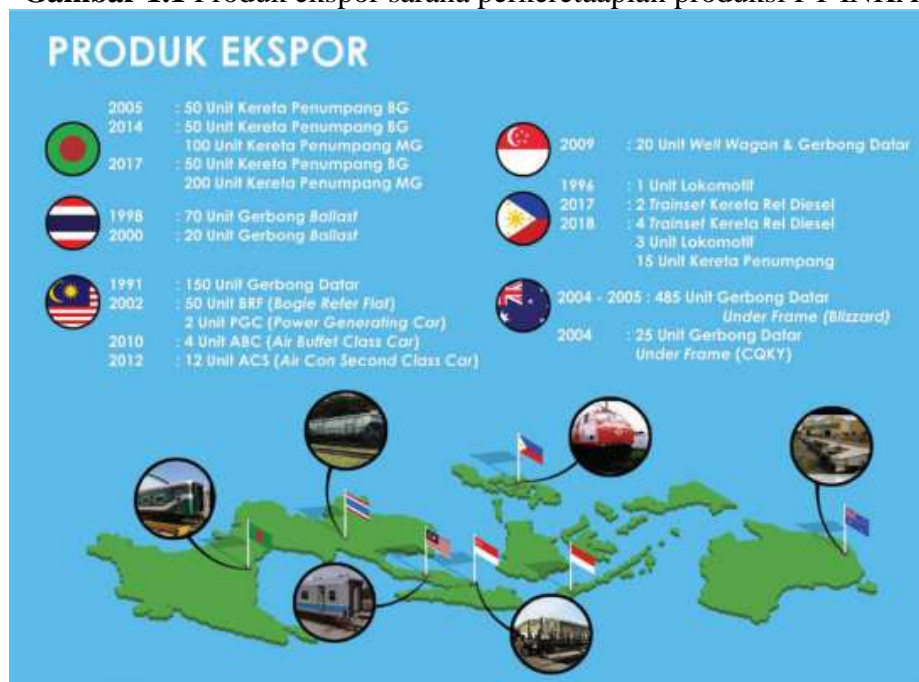 Gambar 1.1 Produk ekspor sarana perkeretaapian produksi PT INKA
PRODUK EKSPOR
2005 : 50 Unit Kereta Penumpang BG
2014 : 50 Unit Kereta Penumpang BG
100 Unit Kereta Penumpang MG
2017 : 50 Unit Kereta Penumpang BG
200 Unit Kereta Penumpang MG
1998 : 70 Unit Gerbong Ballast
2000 : 20 Unit Gerbong Ballast
1991 : 150 Unit Gerbong Datar
2002 : 50 Unit BRF (Bogie Refer Flat)
2 Unit PGC (Power Generating Car)
2010 : 4 Unit ABC (Air Buffet Class Car)
2012 : 12 Unit ACS (Air Con Second Class Car)
2009 : 20 Unit Well Wagon & Gerbong Datar
1996 : 1 Unit Lokomotif
2017 : 2 Trainset Kereta Rel Diesel
2018 : 4 Trainset Kereta Rel Diesel
3 Unit Lokomotif
15 Unit Kereta Penumpang
2004 - 2005 : 485 Unit Gerbong Datar
Under Frame (Blizzard)
2004 : 25 Unit Gerbong Datar
Under Frame (CQKY)